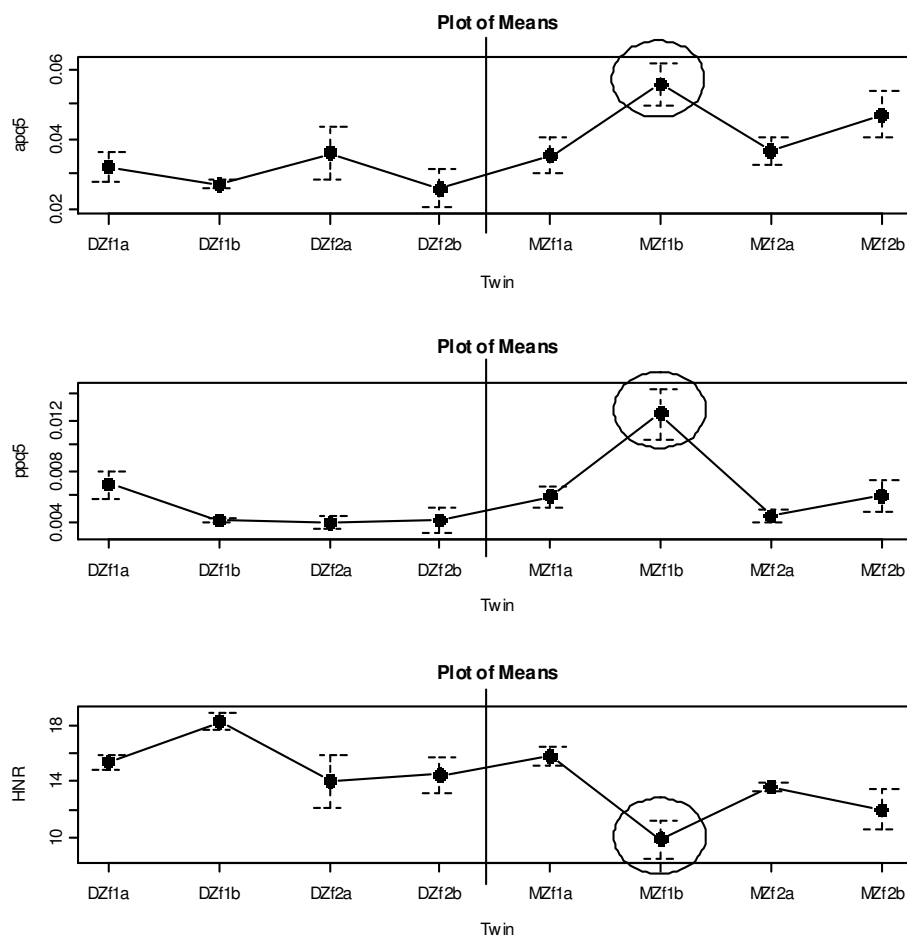 Plot of Means
apq5
0.06
0.04
0.02
DZf1a DZf1b DZf2a DZf2b MZf1a MZf1b MZf2a MZf2b
Twin
Plot of Means
ppq5
0.012
0.008
0.004
DZf1a DZf1b DZf2a DZf2b MZf1a MZf1b MZf2a MZf2b
Twin
Plot of Means
HNR
18
14
10
DZf1a DZf1b DZf2a DZf2b MZf1a MZf1b MZf2a MZf2b
Twin